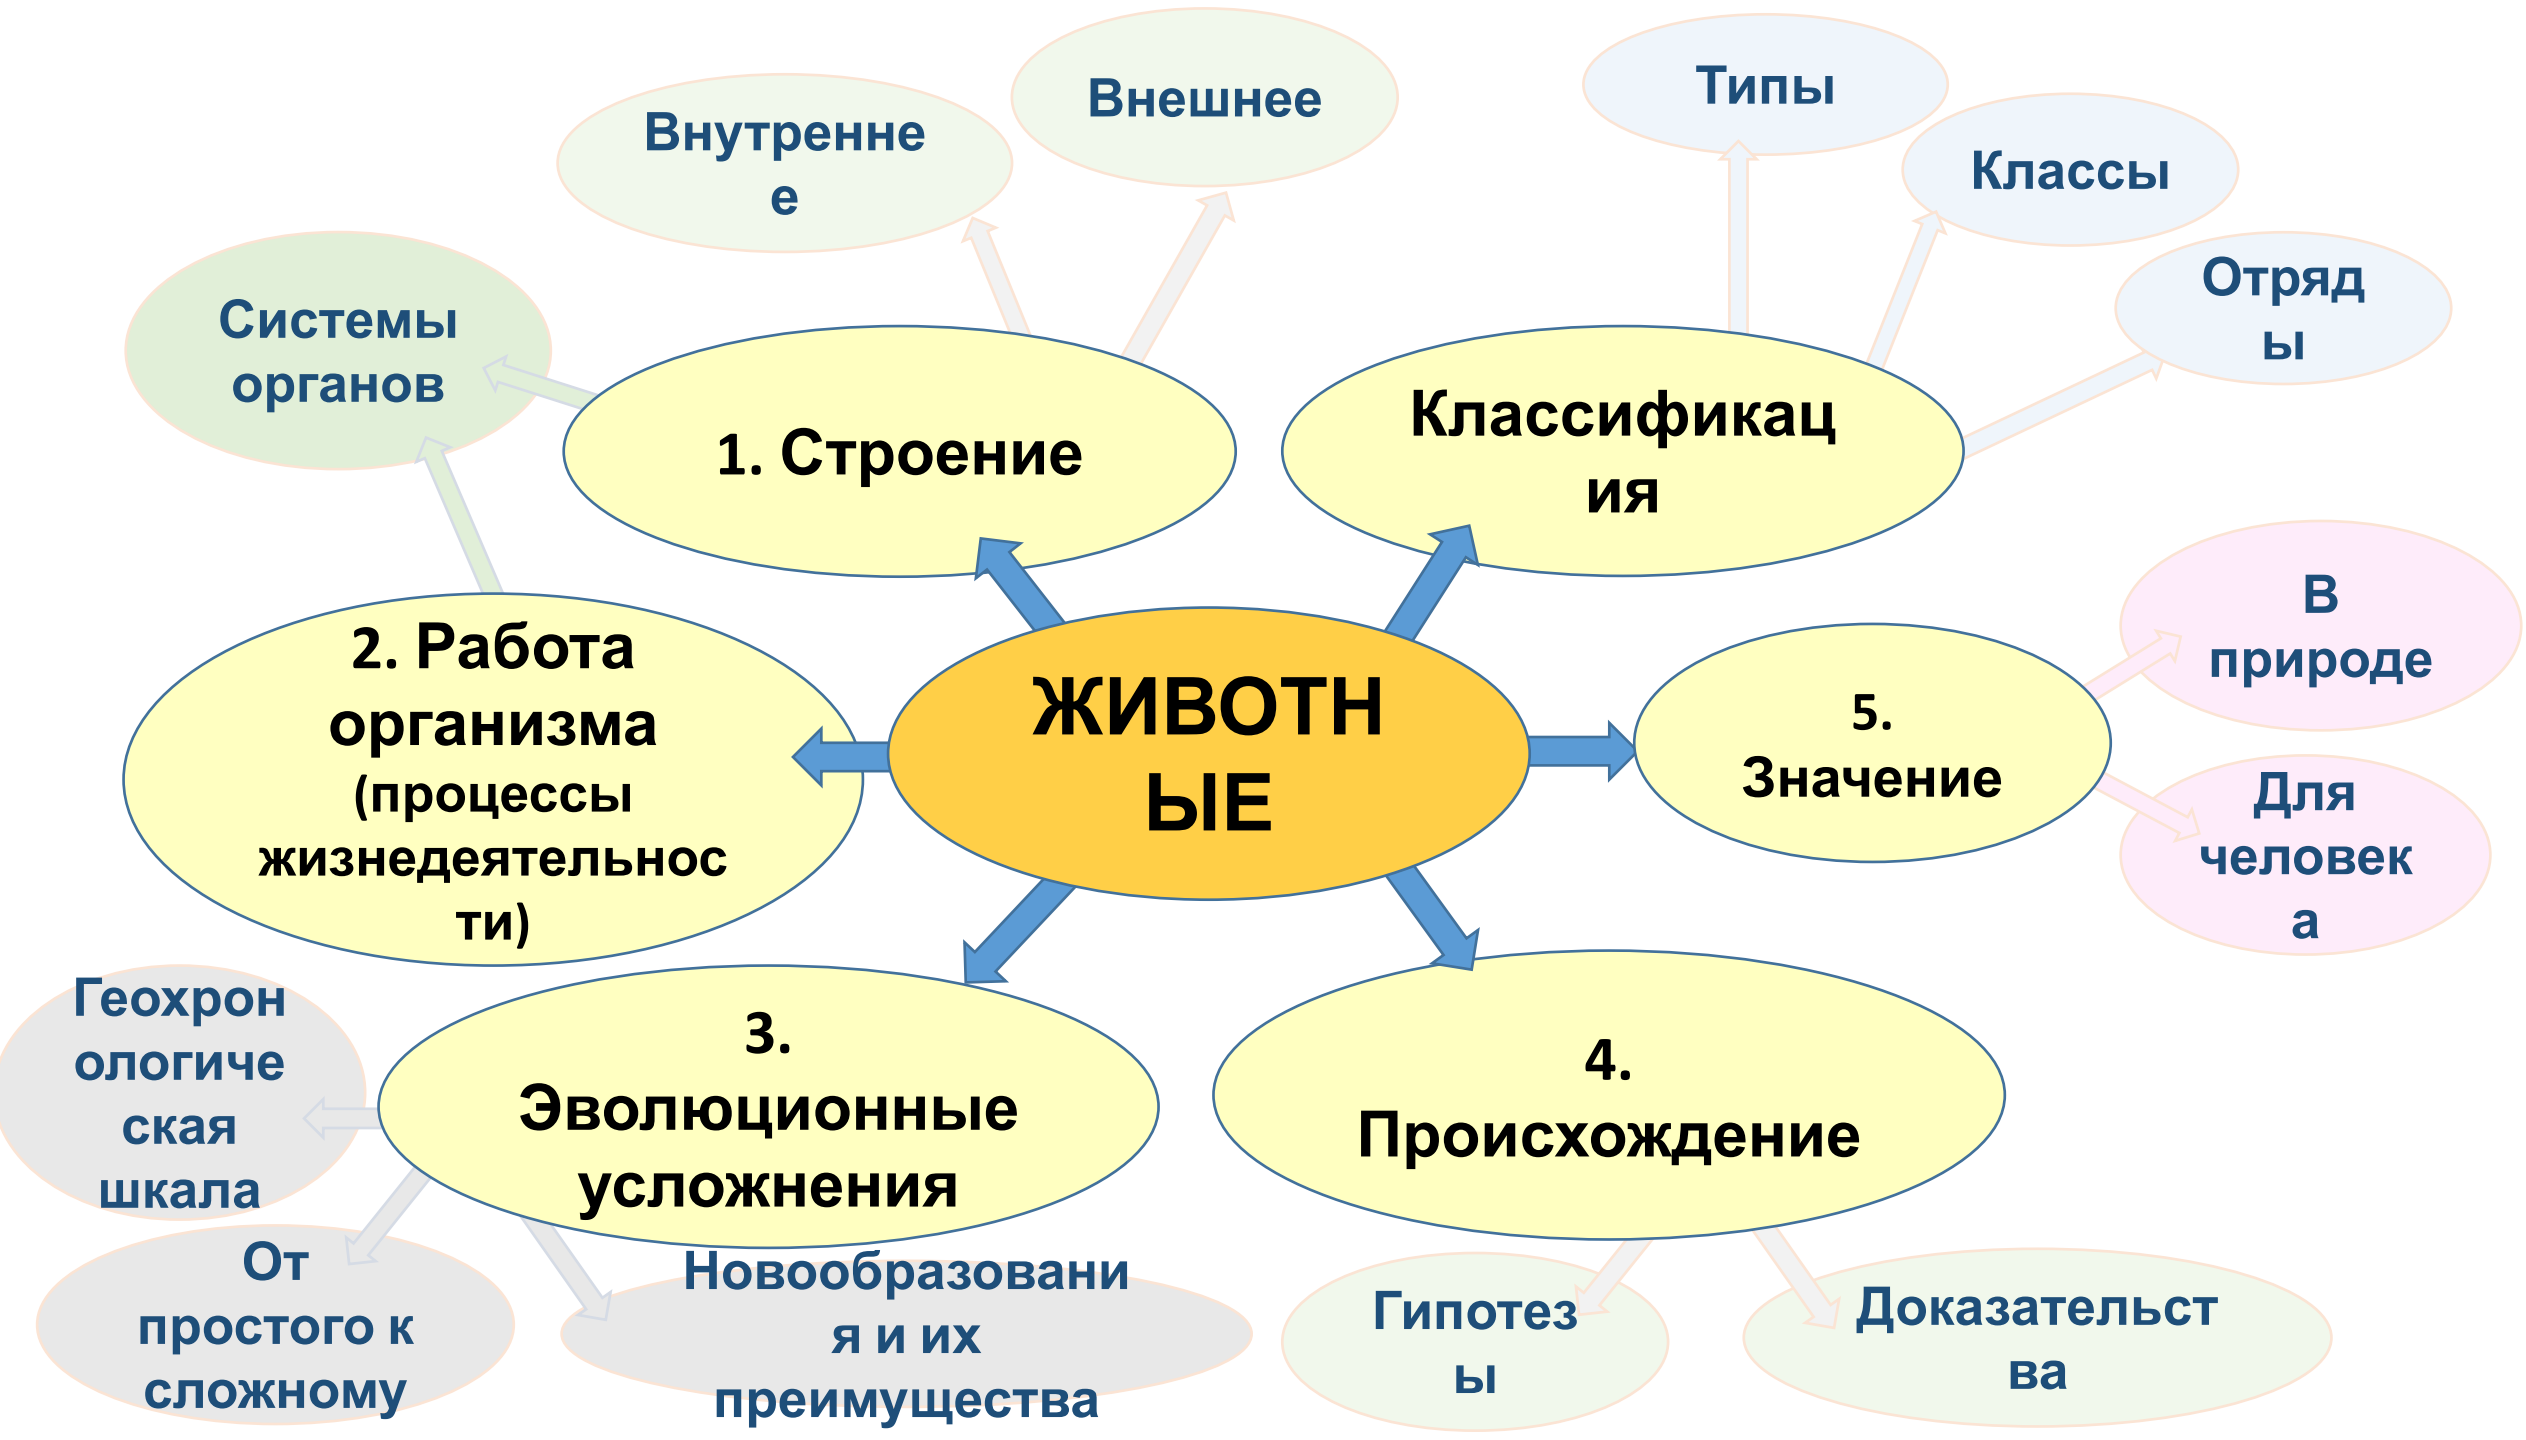 Внешнее
Внутренне
е
Типы
Классы
Отряд
ы
Системы
органов
1. Строение
Классификац
ия
2. Работа
организма
(процессы
жизнедеятельнос
ти)
ЖИВОТН
ЫЕ
5.
Значение
В
природе
Для
человек
а
Геохрон
ологиче
ская
шкала
3.
Эволюционные
усложнения
4.
Происхождение
От
простого к
сложному
Новообразовани
я и их
преимущества
Гипотез
ы
Доказательст
ва